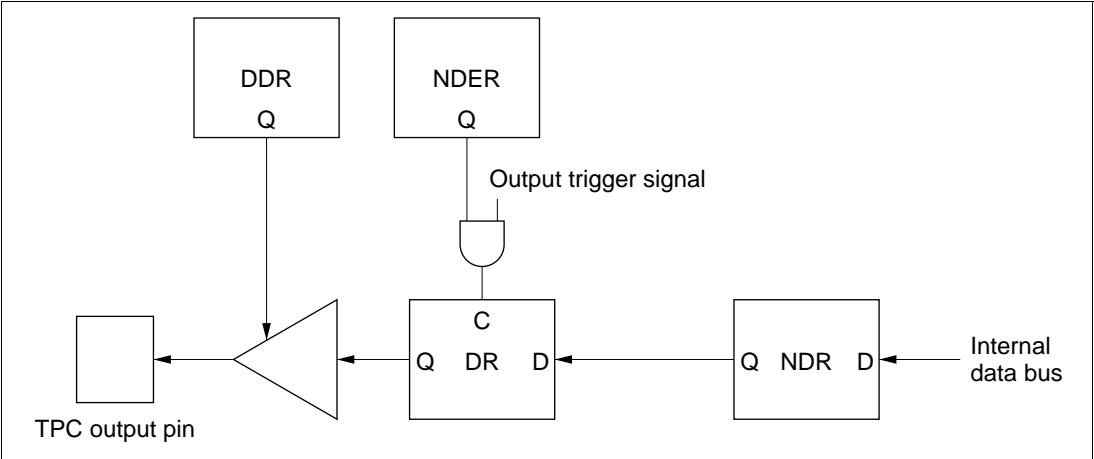 DDR
Q
NDER
Q
Output trigger signal
C
Q DR D
Q NDR D
Internal
data bus
TPC output pin